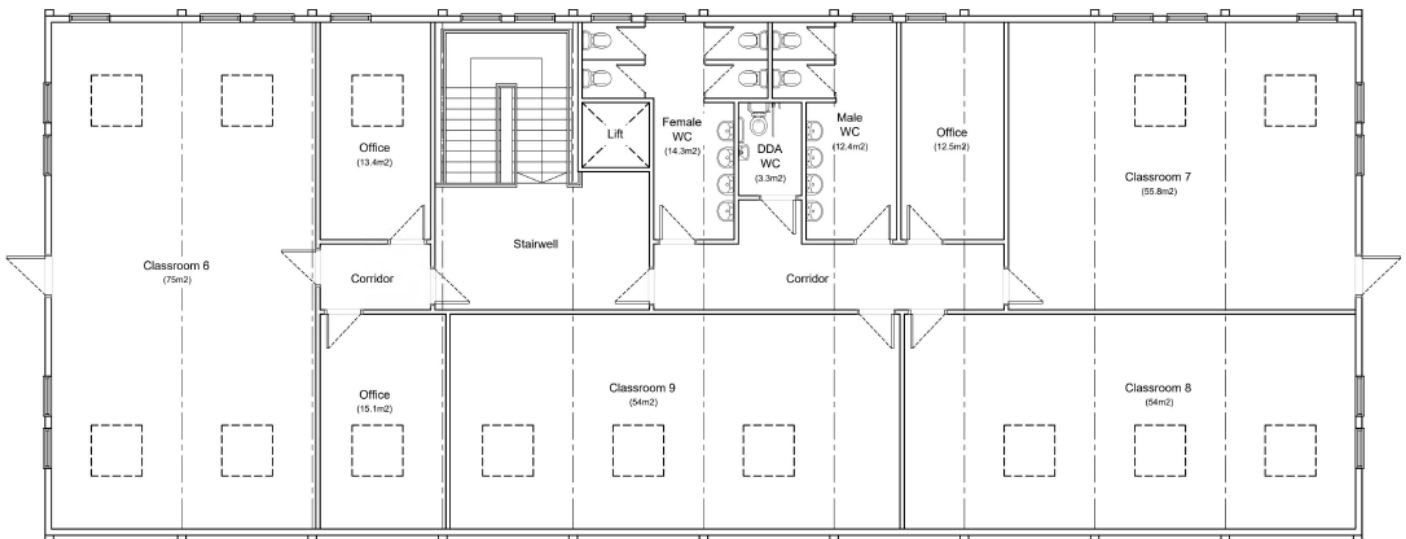 Office
(13.4m2)
Lift
Female
WC
(14.3m2)
DDA
WC
(3.3m2)
Male
WC
(12.4m2)
Office
(12.5m2)
Classroom 7
(55.8m2)
Stairwell
Classroom 6
(75m2)
Corridor
Corridor
Office
(15.1m2)
Classroom 9
(54m2)
Classroom 8
(54m2)